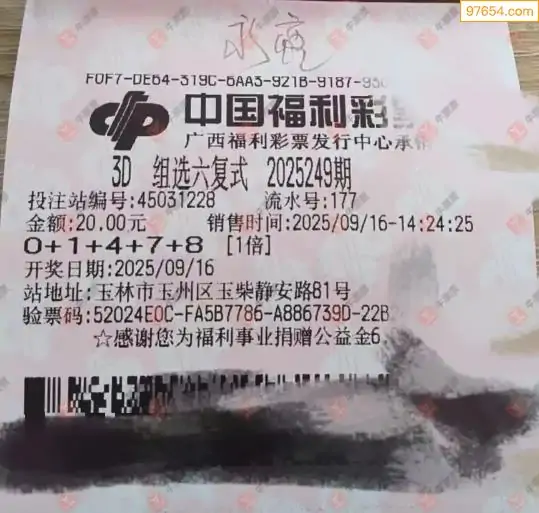 97654.com
永鑫
F0F7-DE64-319C-6AA3-921B-9187-93
中国福利彩
广西福利彩票发行中心承销
3D 组选六复式 2025249期
投注站编号:45031228 流水号:177
金额:20.00元 销售时间:2025/09/16-14:24:25
0+1+4+7+8 [1倍]
开奖日期:2025/09/16
站地址:玉林市玉州区玉柴静安路81号
验票码:52024E0C-FA5B7786-A886739D-22B
☆感谢您为福利事业捐赠公益金6.